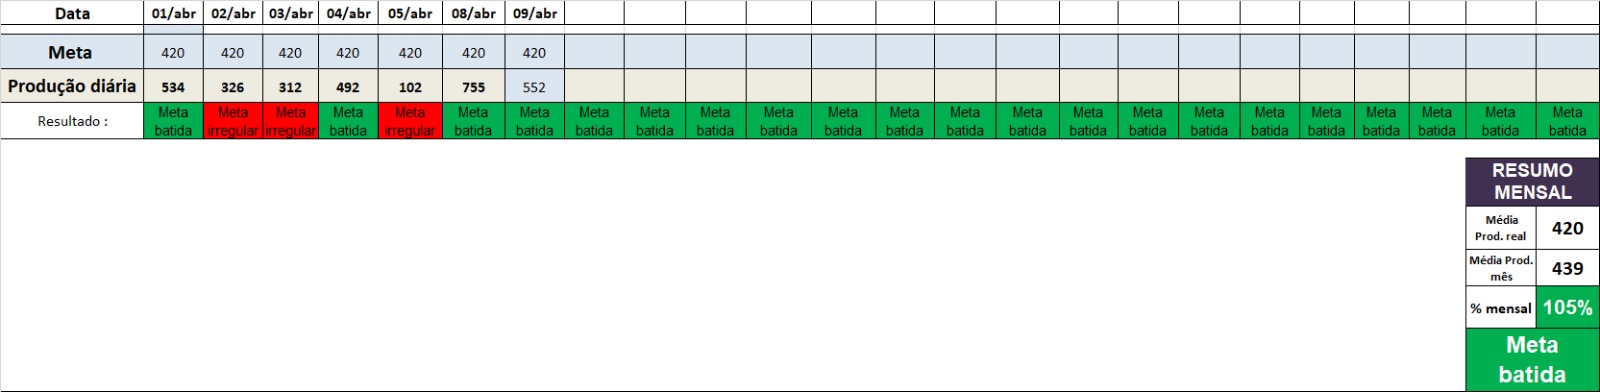 Data 01/abr 02/abr 03/abr 04/abr 05/abr 08/abr 09/abr
Meta 420 420 420 420 420 420 420
Produção diária 534 326 312 492 102 755 552
Resultado : Meta batida Meta irregular Meta irregular Meta batida Meta irregular Meta batida Meta batida Meta batida Meta batida Meta batida Meta batida Meta batida Meta batida Meta batida Meta batida Meta batida Meta batida Meta batida Meta batida Meta batida Meta batida Meta batida Meta batida Meta batida
RESUMO
MENSAL
Média
Prod. real 420
Média Prod.
mês 439
% mensal 105%
Meta
batida